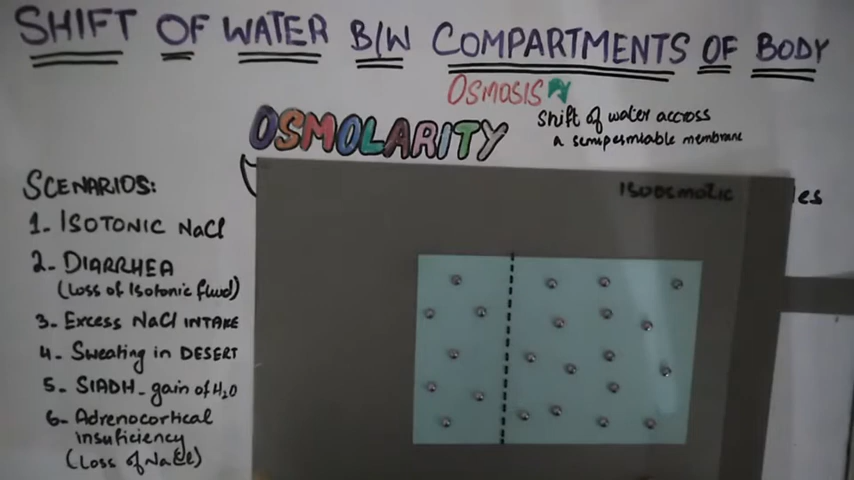 SHIFT OF WATER B/W COMPARTMENTS OF BODY
OSMOSIS
Shift of water accross
a semipermiable membrane
OSMOLARITY
SCENARIOS:
1- ISOTONIC NaCl
2- DIARRHEA
(Loss of Isotonic fluid)
3- Excess NaCl INTAKE
4- Sweating in DESERT
5- SIADH - gain of H2O
6- Adrenocortical
insuficiency
(Loss of NaCl)
Isoosmotic
les